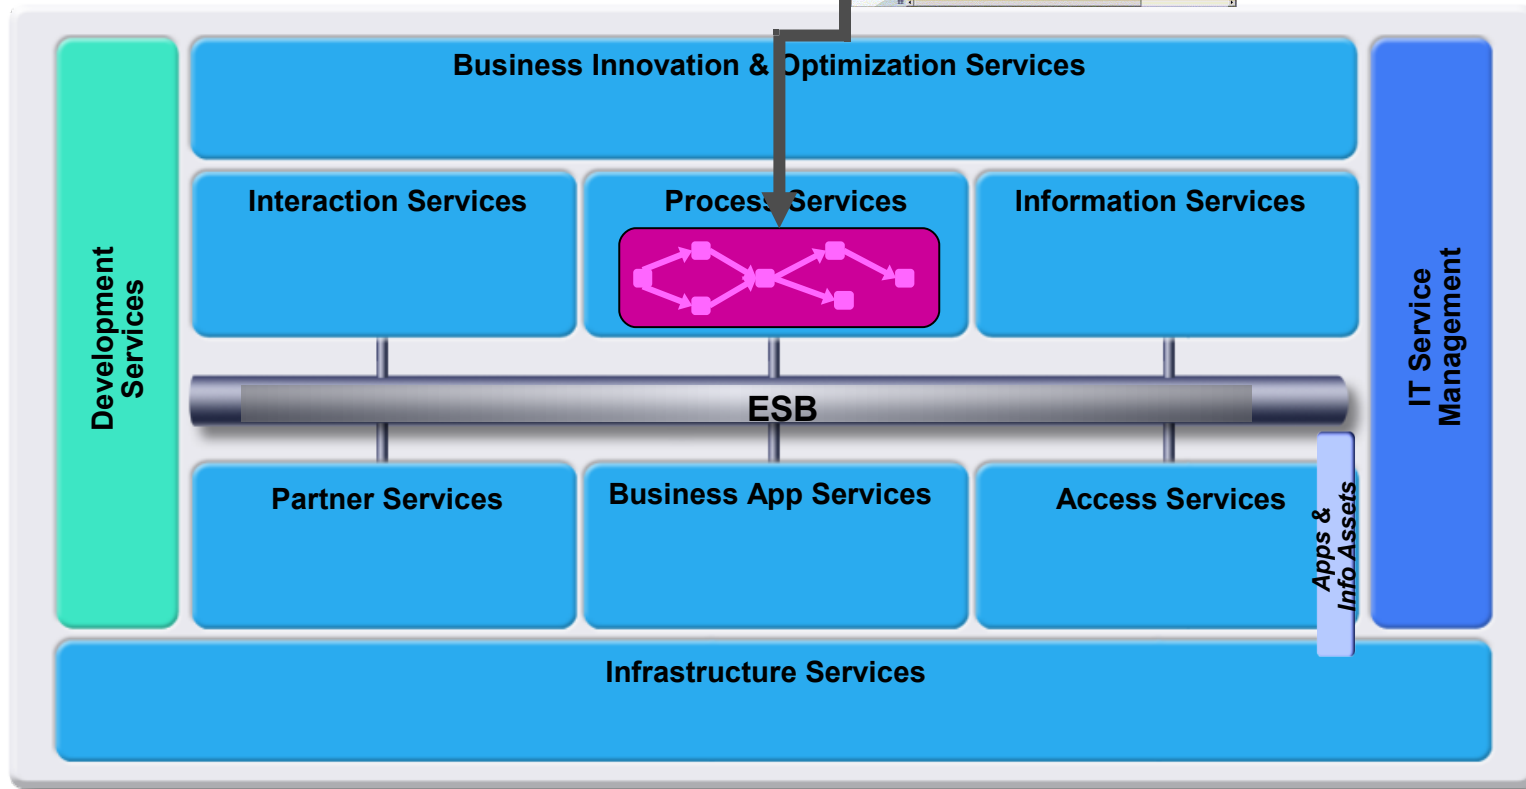 Business Innovation & Optimization Services
Development
Services
Interaction Services
Process Services
Information Services
IT Service
Management
ESB
Partner Services
Business App Services
Access Services
Apps &
Info Assets
Infrastructure Services